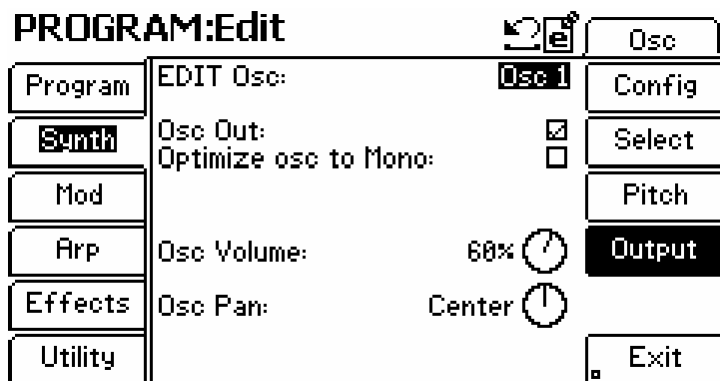 PROGRAM:Edit
Osc
Program
Synth
Mod
Arp
Effects
Utility
EDIT Osc: Osc 1
Osc Out:
Optimize osc to Mono:
Osc Volume: 60%
Osc Pan: Center
Config
Select
Pitch
Output
Exit